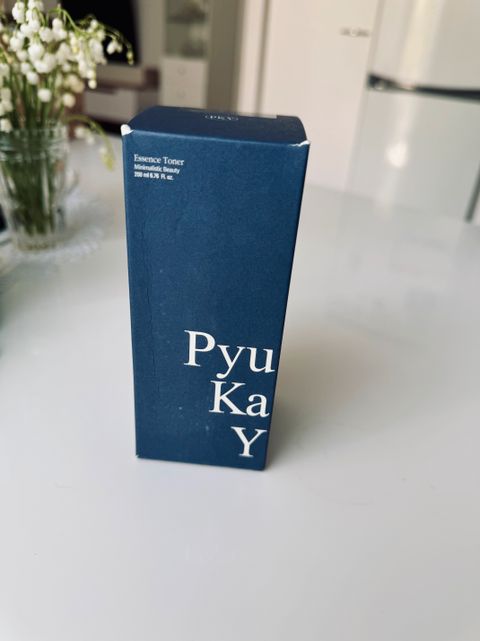 Essence Toner
Minimalistic Beauty
200 ml 6.76 Fl. oz.
Pyu
Ka
Y